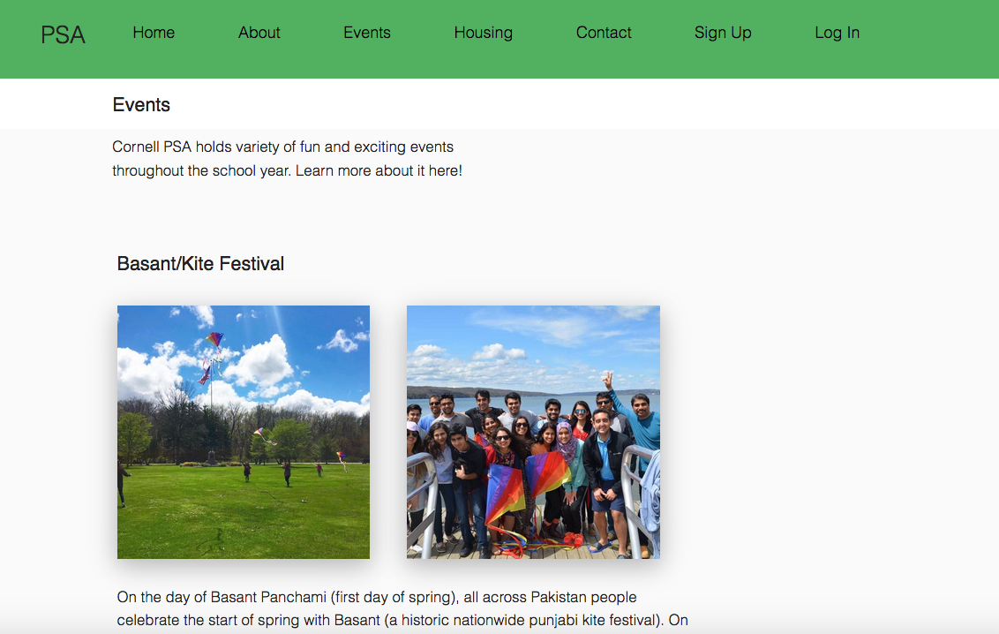 PSA Home About Events Housing Contact Sign Up Log In
Events
Cornell PSA holds variety of fun and exciting events
throughout the school year. Learn more about it here!
Basant/Kite Festival
On the day of Basant Panchami (first day of spring), all across Pakistan people
celebrate the start of spring with Basant (a historic nationwide punjabi kite festival). On